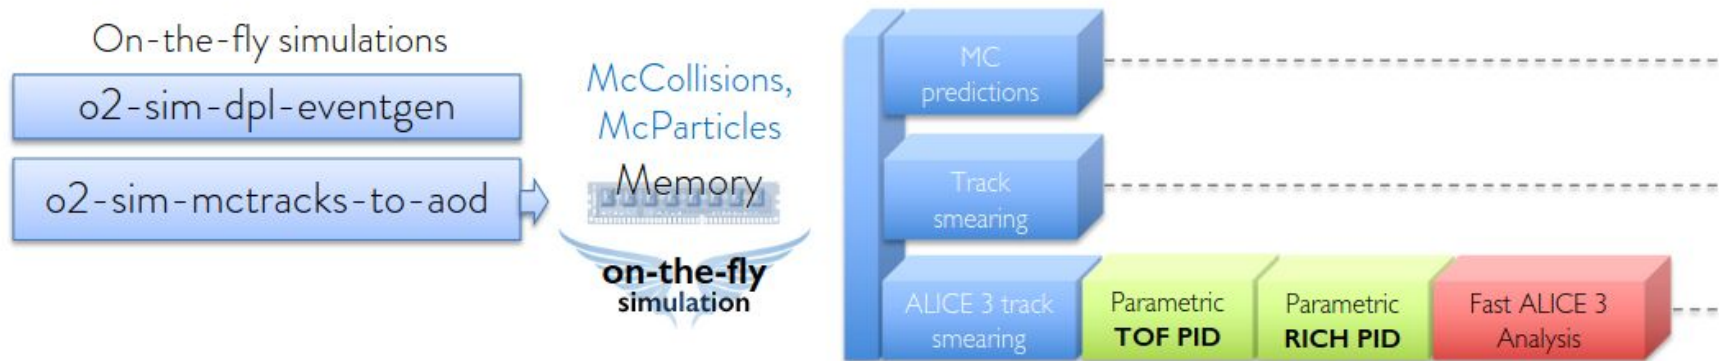 On-the-fly simulations
o2-sim-dpl-eventgen
o2-sim-mctracks-to-aod
McCollisions,
McParticles
Memory
on-the-fly
simulation
MC
predictions
Track
smearing
ALICE 3 track
smearing
Parametric
TOF PID
Parametric
RICH PID
Fast ALICE 3
Analysis